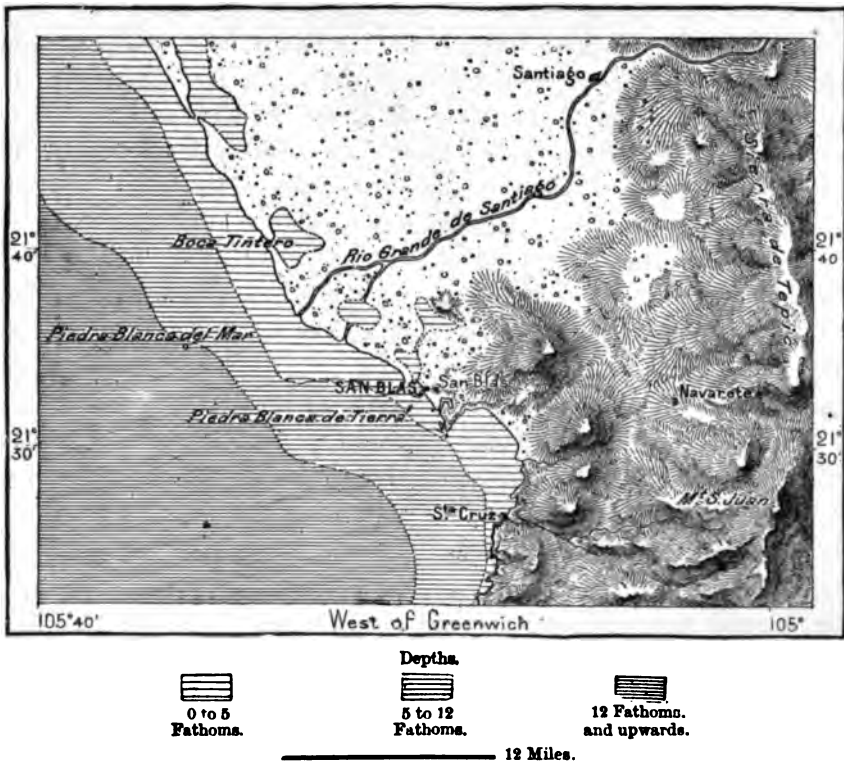 Santiago
Sierra de Tepic
Rio Grande de Santiago
Boca Tintero
21°
40'
21°
40'
Piedra Blanca del Mar
SAN BLAS
San Blas
Navarete
Piedra Blanca de Tierra
21°
30'
21°
30'
Mt. S. Juan
Sta. Cruz
105°40'
West of Greenwich
105°
Depths.
0 to 5
Fathoms.
5 to 12
Fathoms.
12 Fathoms.
and upwards.
12 Miles.